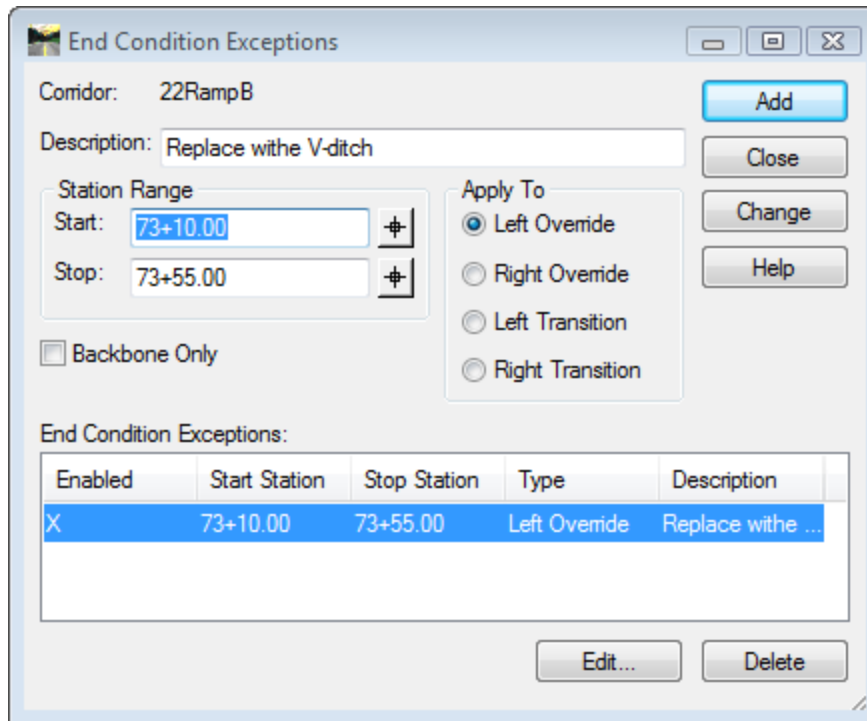 End Condition Exceptions
Corridor: 22RampB
Add
Description: Replace withe V-ditch
Close
Station Range
Apply To
Start: 73+10.00
Left Override
Change
Stop: 73+55.00
Right Override
Help
Left Transition
Backbone Only
Right Transition
End Condition Exceptions:
Enabled Start Station Stop Station Type Description
X 73+10.00 73+55.00 Left Override Replace withe ...
Edit... Delete